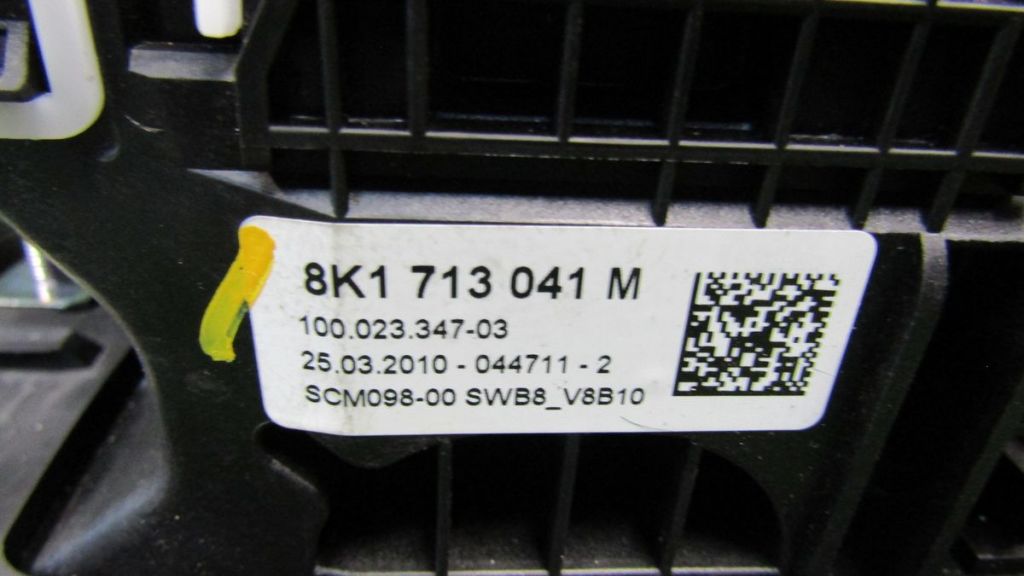 8K1 713 041 M
100.023.347-03
25.03.2010 - 044711 - 2
SCM098-00 SWB8_V8B10